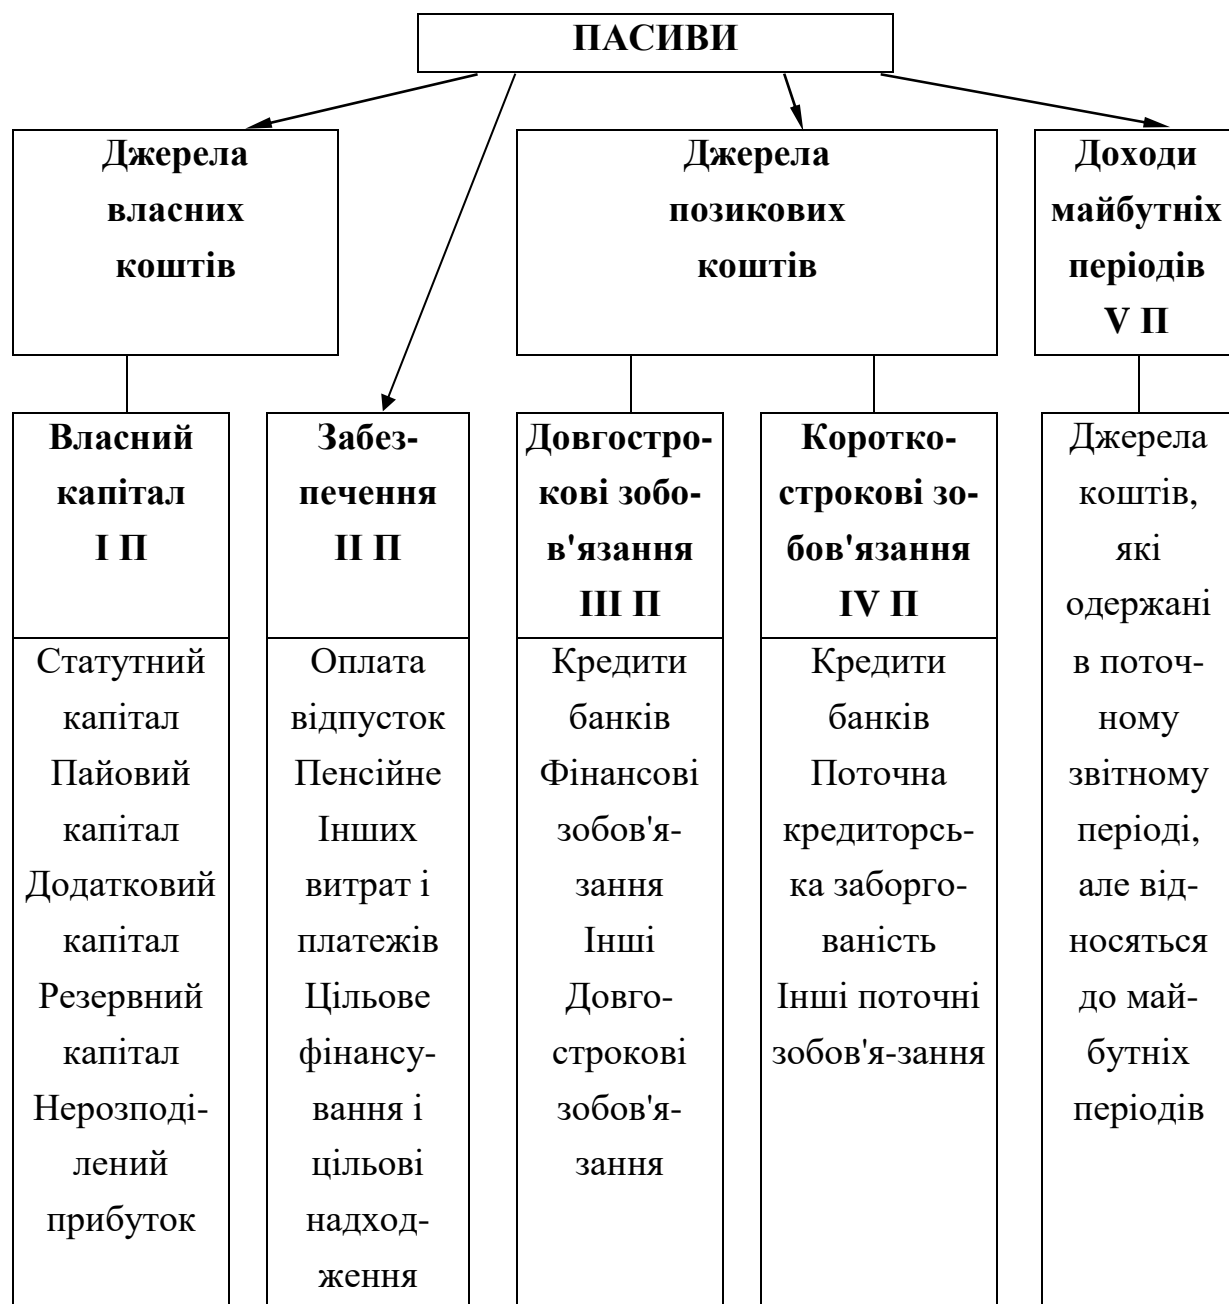 ПАСИВИ
Джерела
власних
коштів
Джерела
позикових
коштів
Доходи
майбутніх
періодів
V П
Власний
капітал
I П
Забез-
печення
II П
Довгостро-
кові зобо-
в'язання
III П
Коротко-
строкові зо-
бов'язання
IV П
Джерела
коштів,
які
одержані
в поточ-
ному
звітному
періоді,
але від-
носяться
до май-
бутніх
періодів
Статутний
капітал
Пайовий
капітал
Додатковий
капітал
Резервний
капітал
Нерозподі-
лений
прибуток
Оплата
відпусток
Пенсійне
Інших
витрат і
платежів
Цільове
фінансу-
вання і
цільові
надход-
ження
Кредити
банків
Фінансові
зобов'я-
зання
Інші
Довго-
строкові
зобов'я-
зання
Кредити
банків
Поточна
кредиторсь-
ка заборго-
ваність
Інші поточні
зобов'я-зання